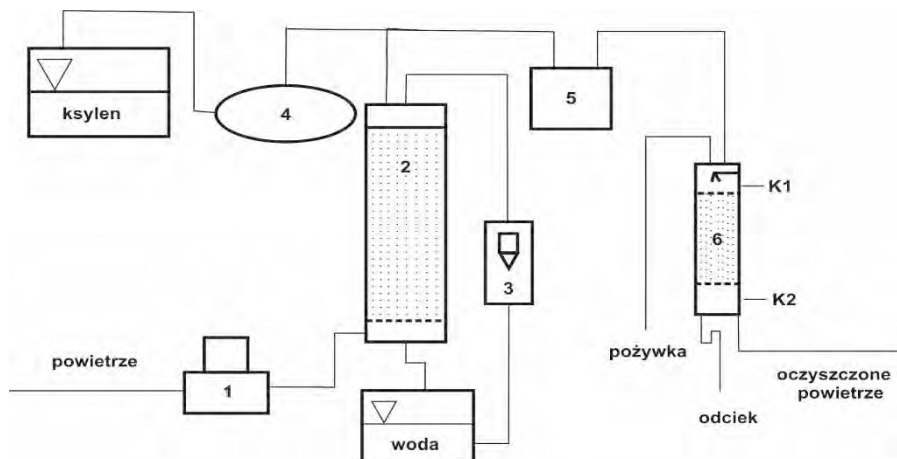 ksylen
4
5
2
K1
6
3
K2
powietrze
pożywka
1
oczyszczone
powietrze
woda
odciek